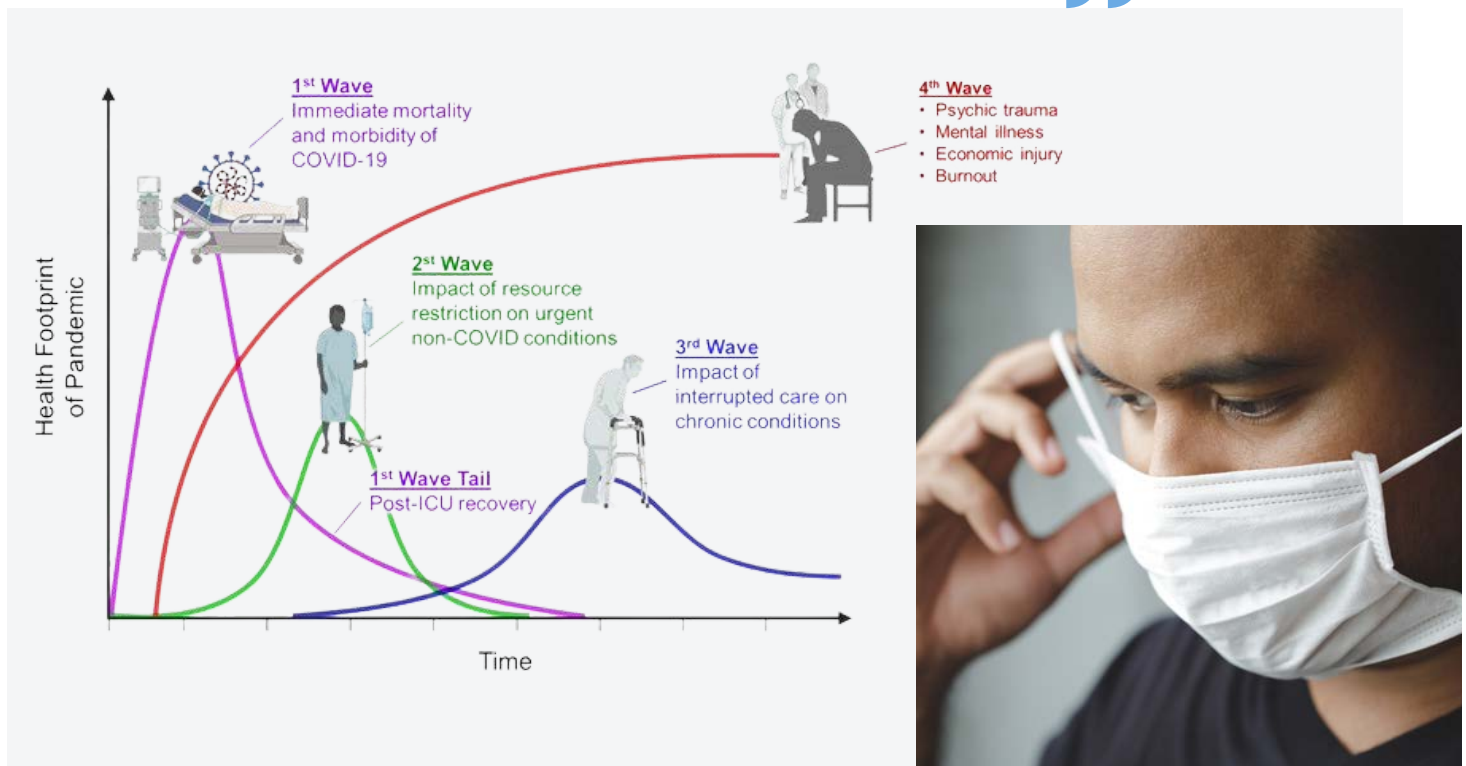 1st Wave
Immediate mortality
and morbidity of
COVID-19
4th Wave
• Psychic trauma
• Mental illness
• Economic injury
• Burnout
2st Wave
Impact of resource
restriction on urgent
non-COVID conditions
3rd Wave
Impact of
interrupted care on
chronic conditions
1st Wave Tail
Post-ICU recovery
Health Footprint
of Pandemic
Time